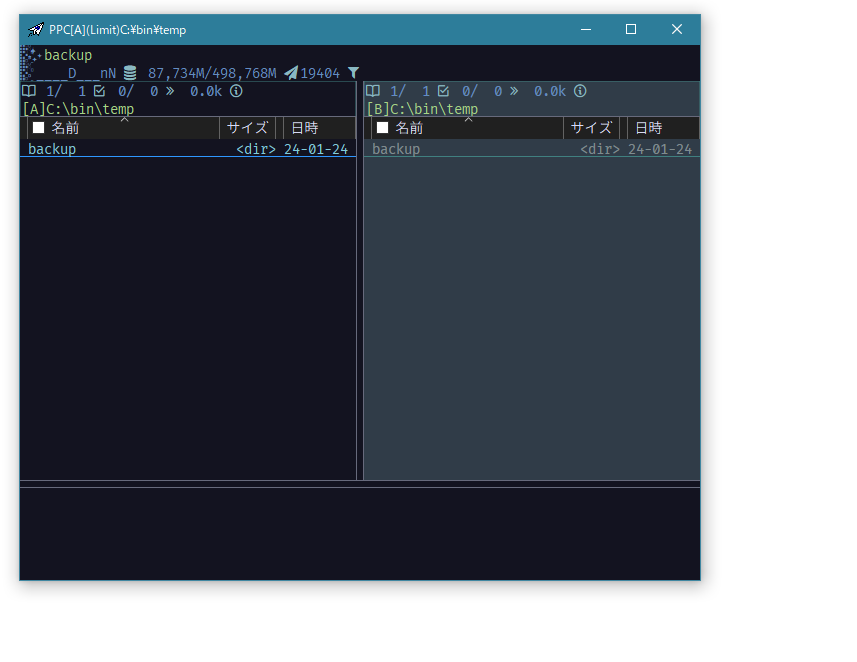 PPC[A](Limit)C:¥bin¥temp
backup
____D___nN 87,734M/498,768M 19404
1/ 1 0/ 0 » 0.0k
[A]C:\bin\temp
名前 サイズ 日時
backup <dir> 24-01-24
1/ 1 0/ 0 » 0.0k
[B]C:\bin\temp
名前 サイズ 日時
backup <dir> 24-01-24